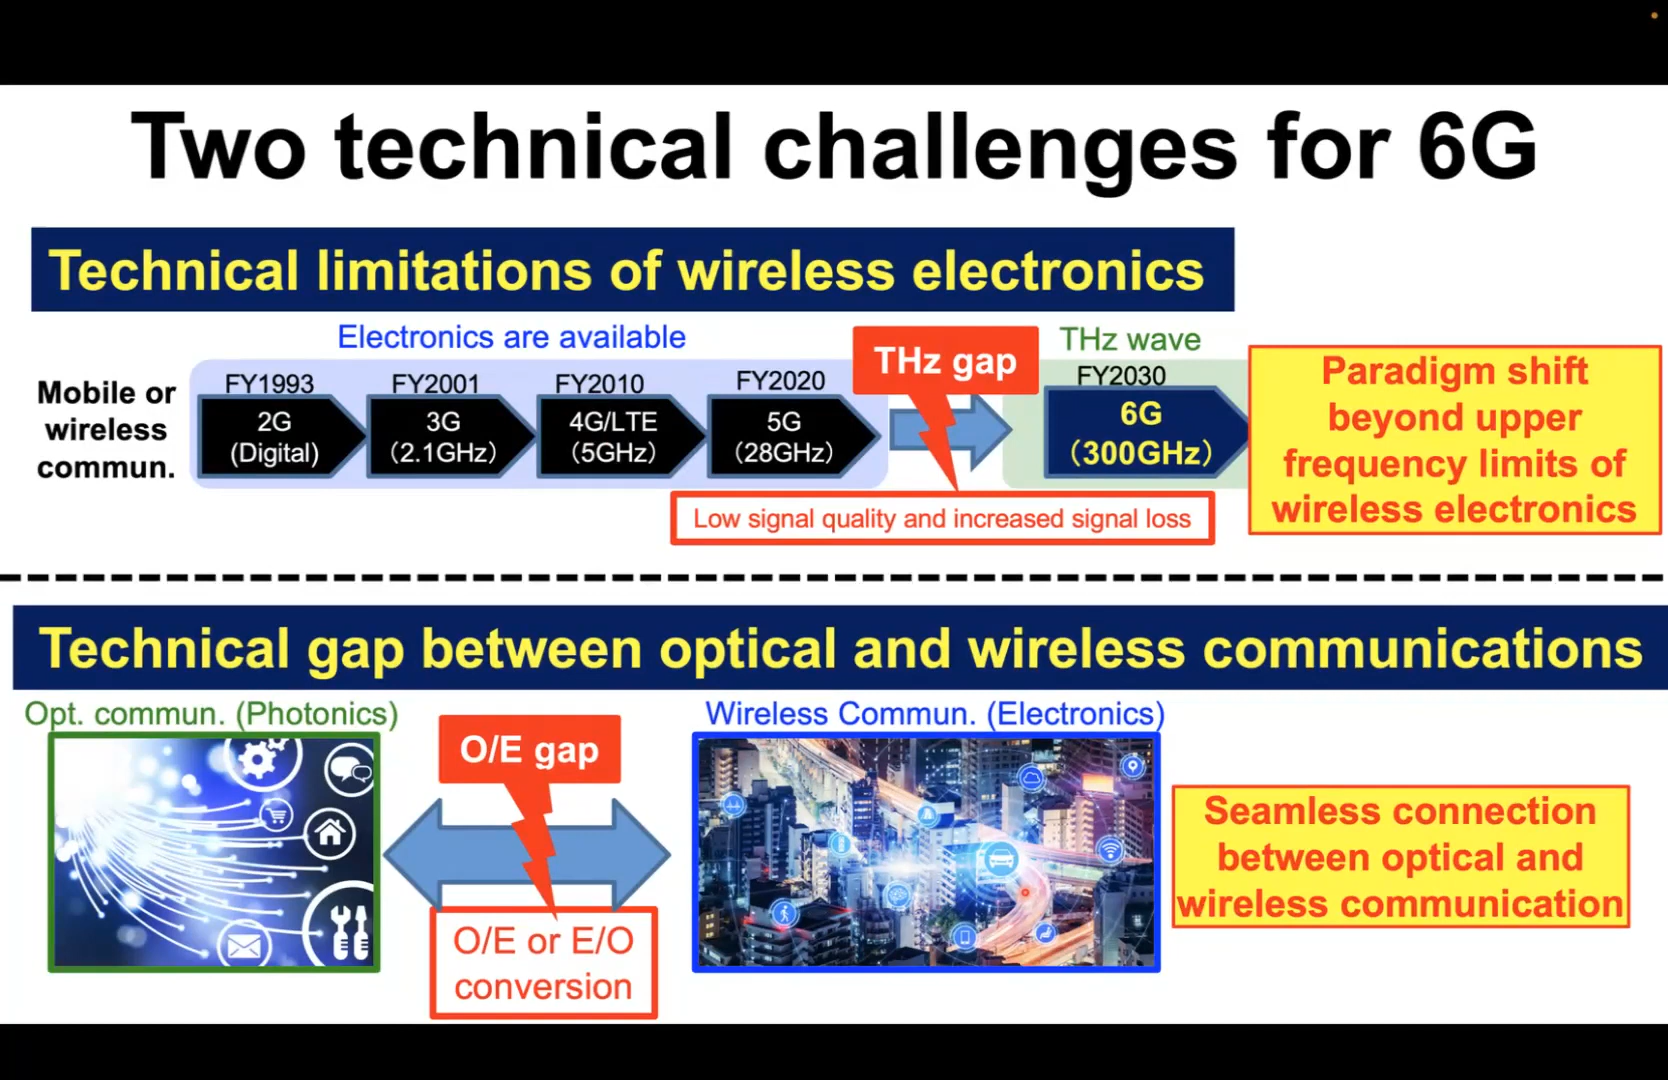 Two technical challenges for 6G
Technical limitations of wireless electronics
Electronics are available
THz gap
THz wave
Mobile or
wireless
commun.
FY1993
2G
(Digital)
FY2001
3G
(2.1GHz)
FY2010
4G/LTE
(5GHz)
FY2020
5G
(28GHz)
FY2030
6G
(300GHz)
Low signal quality and increased signal loss
Paradigm shift
beyond upper
frequency limits of
wireless electronics
Technical gap between optical and wireless communications
Opt. commun. (Photonics)
O/E gap
O/E or E/O
conversion
Wireless Commun. (Electronics)
Seamless connection
between optical and
wireless communication